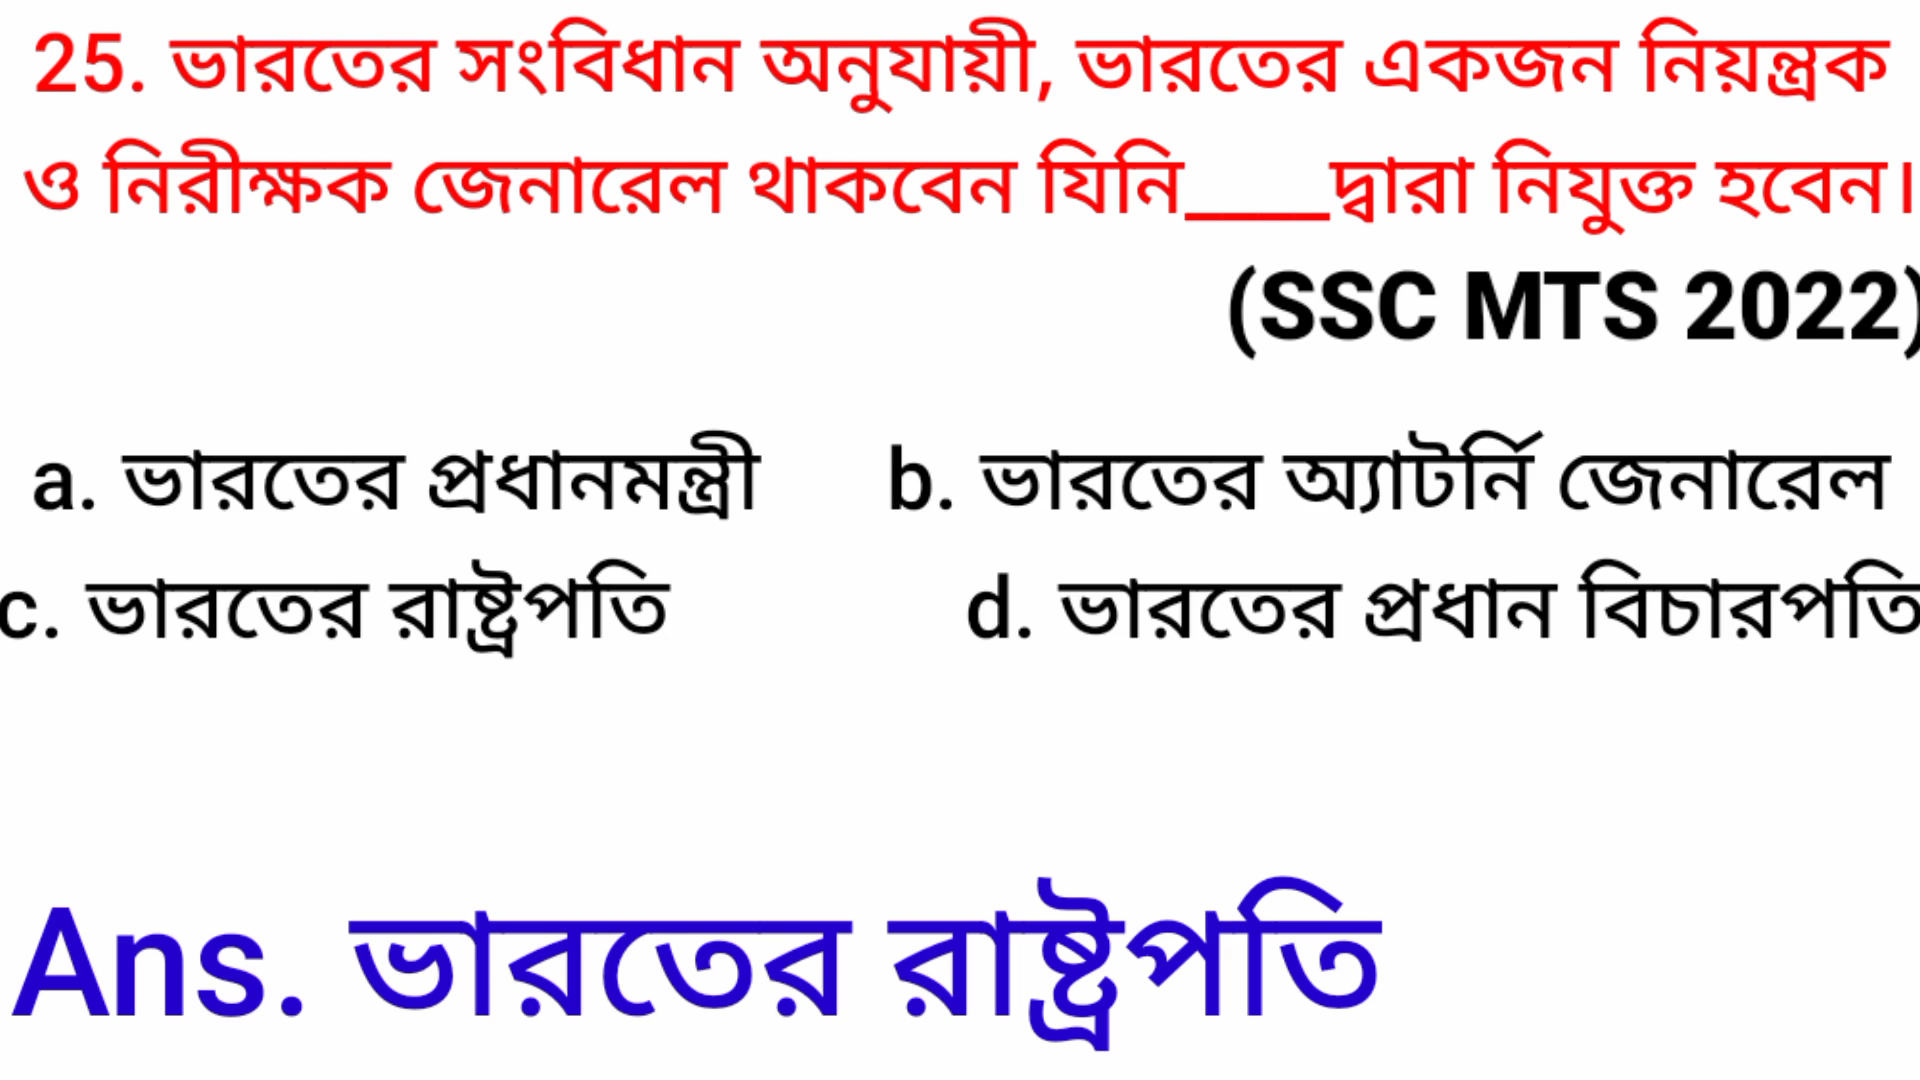 25. ভারতের সংবিধান অনুযায়ী, ভারতের একজন নিয়ন্ত্রক
ও নিরীক্ষক জেনারেল থাকবেন যিনি____দ্বারা নিযুক্ত হবেন।
(SSC MTS 2022)
a. ভারতের প্রধানমন্ত্রী b. ভারতের অ্যাটর্নি জেনারেল
c. ভারতের রাষ্ট্রপতি d. ভারতের প্রধান বিচারপতি
Ans. ভারতের রাষ্ট্রপতি